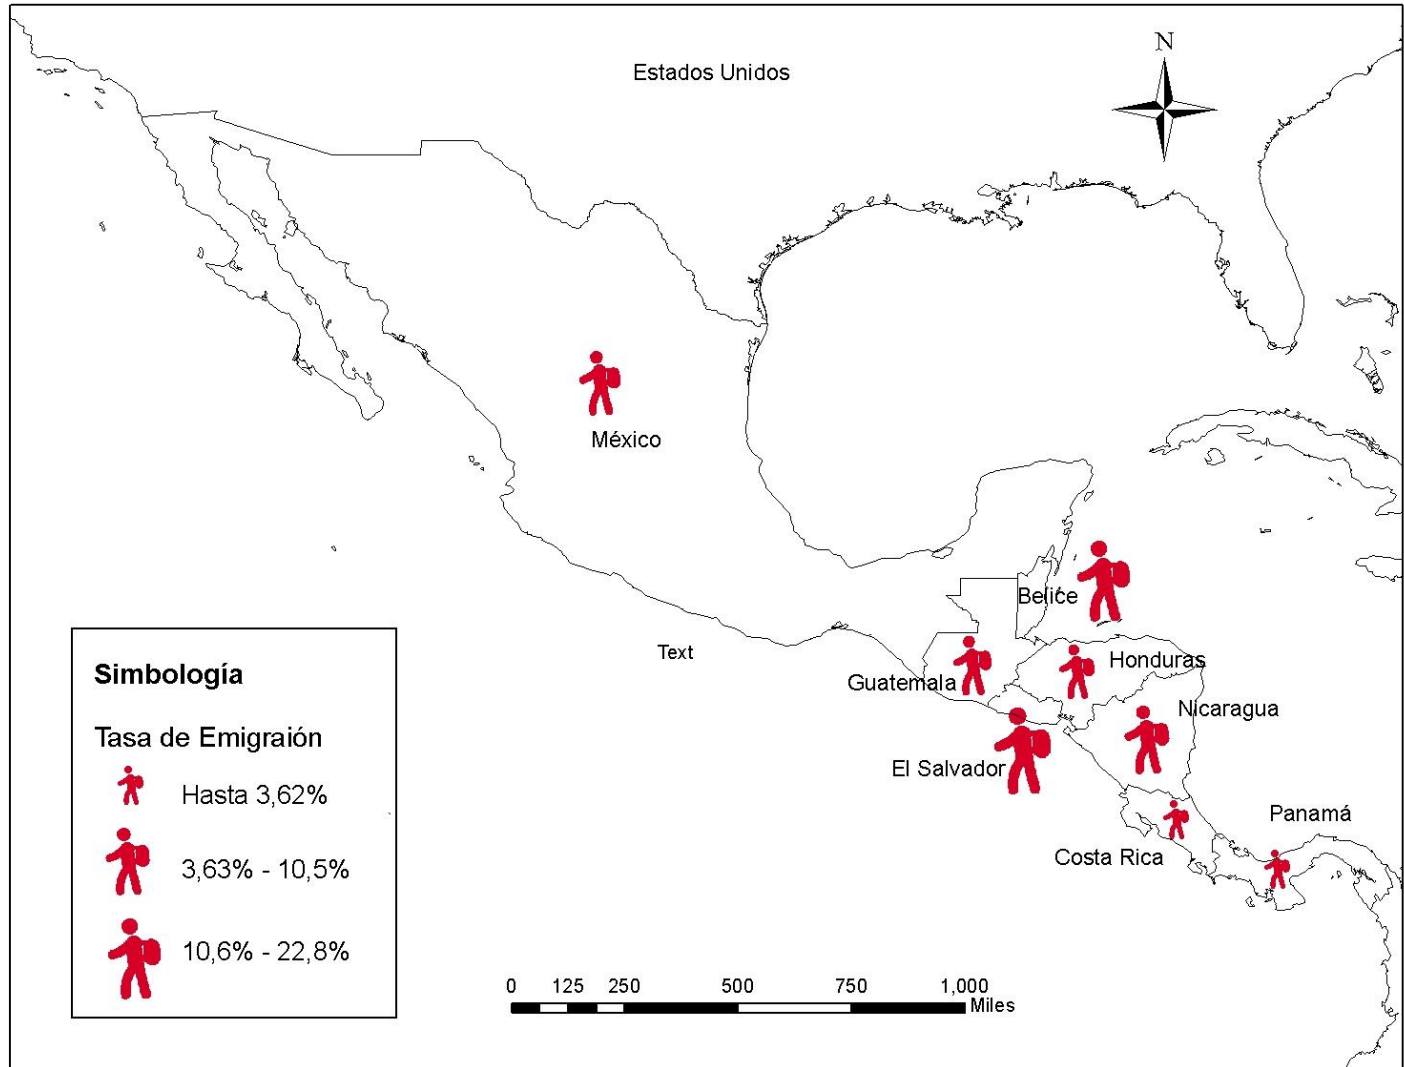 N
Estados Unidos
México
Belice
Text
Honduras
Guatemala
Nicaragua
El Salvador
Panamá
Costa Rica
Simbología
Tasa de Emigraión
Hasta 3,62%
3,63% - 10,5%
10,6% - 22,8%
0 125 250 500 750 1,000
Miles